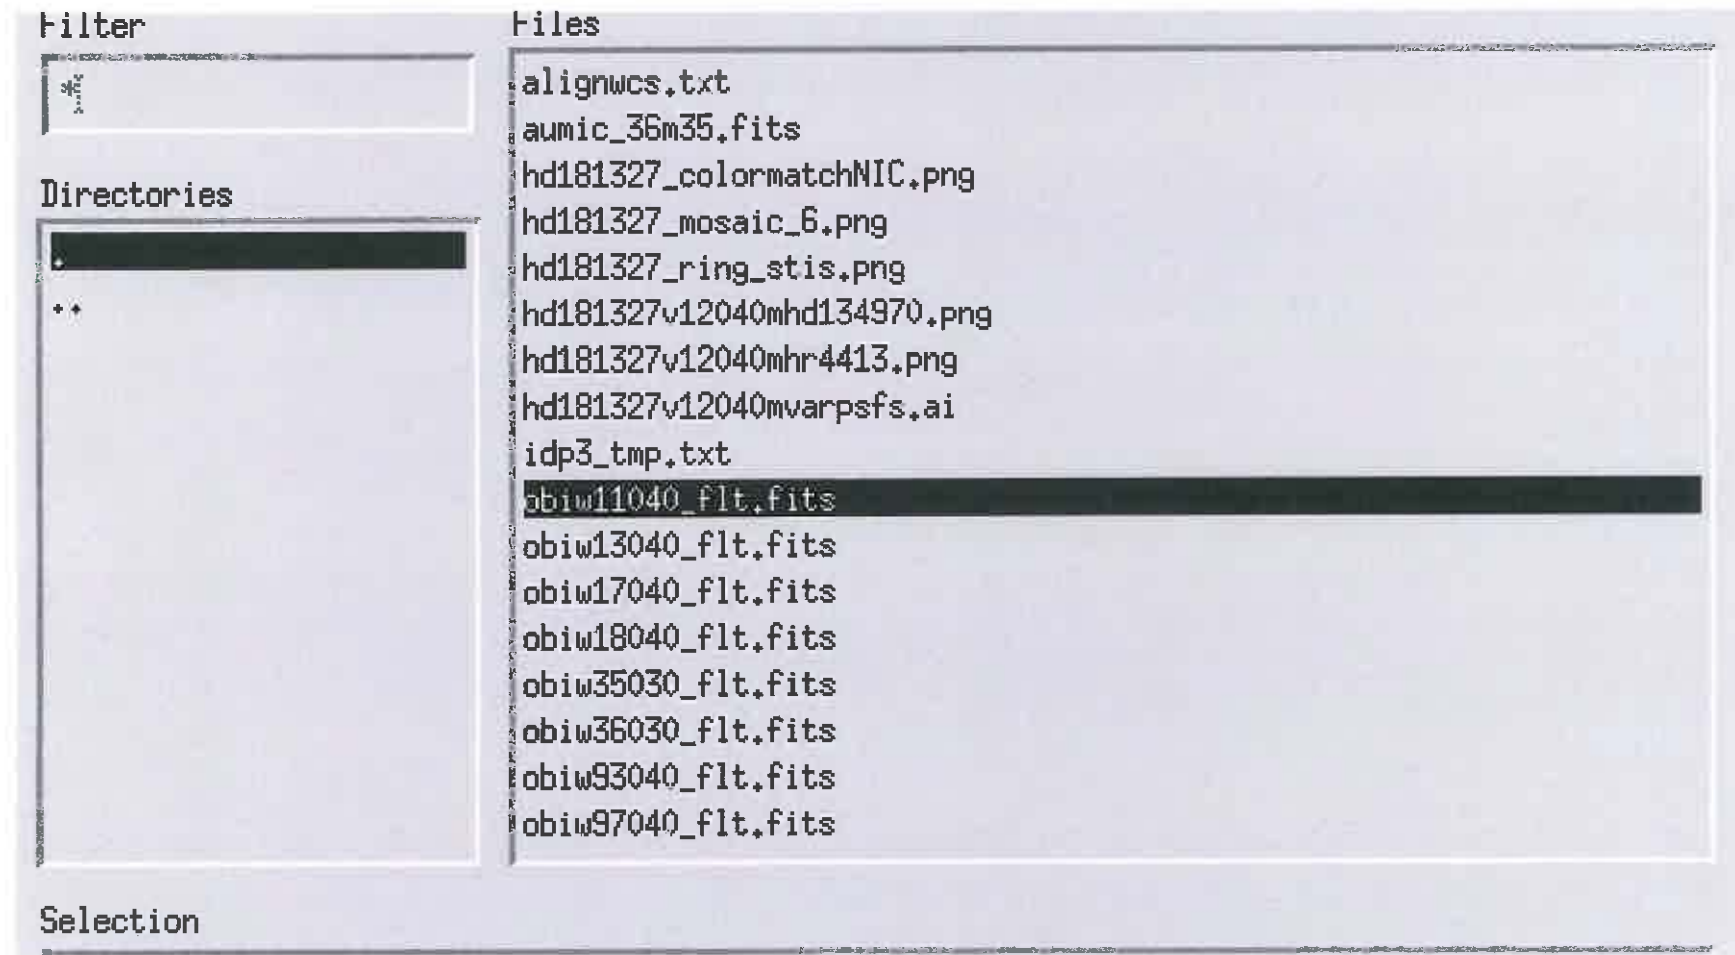 Filter
*
Directories
.
..
Files
alignwcs.txt
aumic_36m35.fits
hd181327_colormatchNIC.png
hd181327_mosaic_6.png
hd181327_ring_stis.png
hd181327v12040mhd134970.png
hd181327v12040mhr4413.png
hd181327v12040mvarpsfs.ai
idp3_tmp.txt
obiw11040_flt.fits
obiw13040_flt.fits
obiw17040_flt.fits
obiw18040_flt.fits
obiw35030_flt.fits
obiw36030_flt.fits
obiw93040_flt.fits
obiw97040_flt.fits
Selection